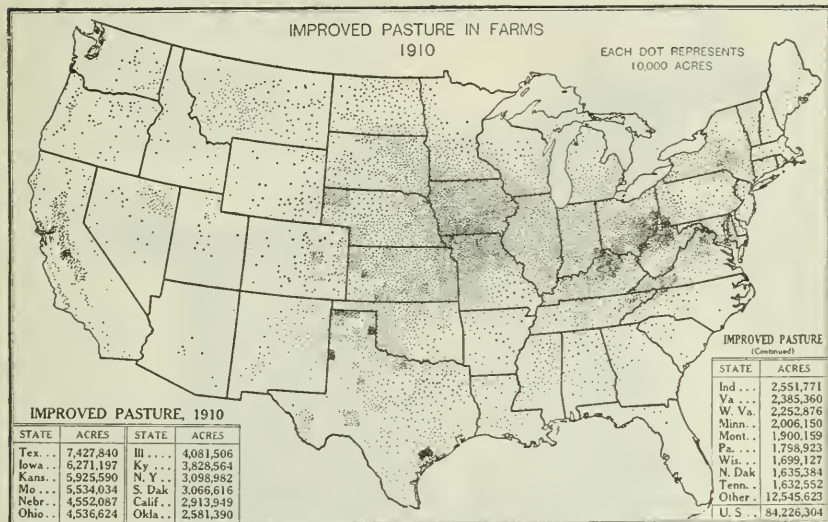 IMPROVED PASTURE IN FARMS
1910
EACH DOT REPRESENTS
10,000 ACRES
IMPROVED PASTURE, 1910
STATE ACRES STATE ACRES
Tex... 7,427,840 Ill .... 4,081,506
Iowa.. 6,271,197 Ky ... 3,828,564
Kans.. 5,925,590 N. Y .. 3,098,982
Mo ... 5,534,034 S. Dak 3,066,616
Nebr.. 4,552,087 Calif.. 2,913,949
Ohio.. 4,536,624 Okla.. 2,581,390
IMPROVED PASTURE
(Continued)
STATE ACRES
Ind ... 2,551,771
Va .... 2,385,360
W. Va. 2,252,876
Minn.. 2,006,150
Mont.. 1,900,159
Pa.... 1,798,923
Wis... 1,699,127
N. Dak 1,635,384
Tenn.. 1,632,552
Other. 12,545,623
U. S .. 84,226,304